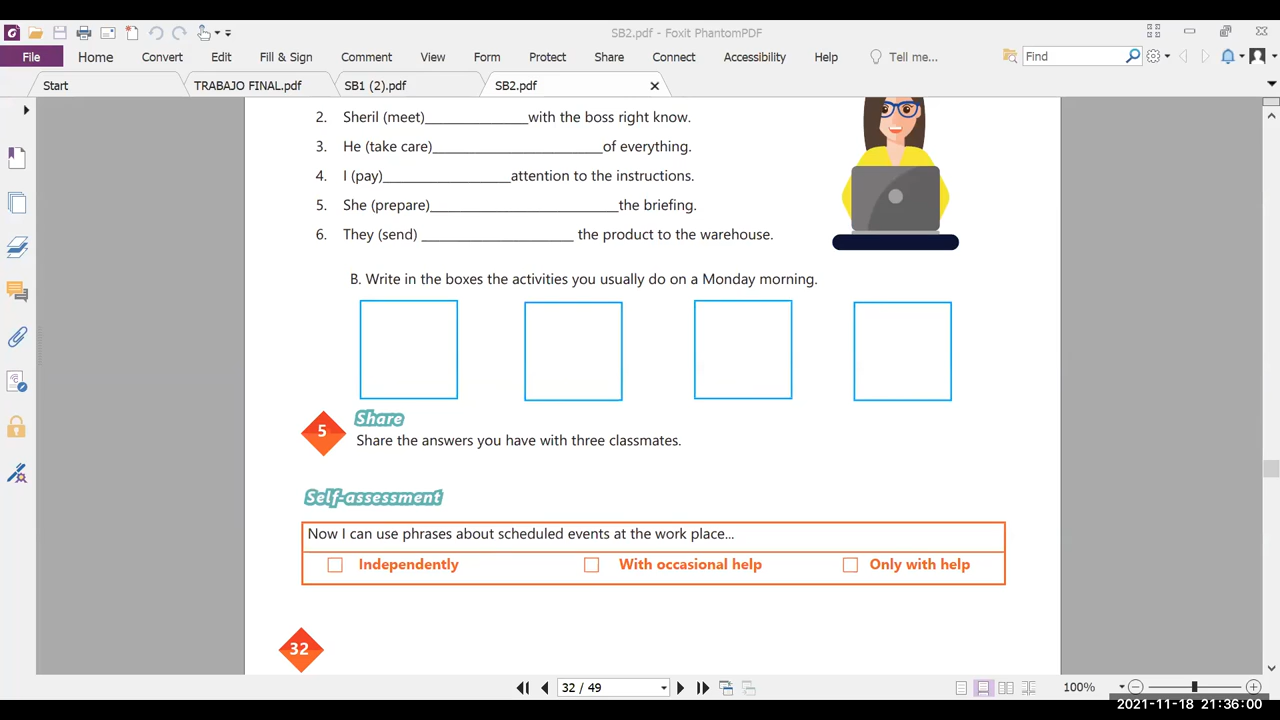 SB2.pdf - Foxit PhantomPDF
File Home Convert Edit Fill & Sign Comment View Form Protect Share Connect Accessibility Help Tell me... Find
Start TRABAJO FINAL.pdf SB1 (2).pdf SB2.pdf
2. Sheril (meet)_____________with the boss right know.
3. He (take care)______________________of everything.
4. I (pay)________________attention to the instructions.
5. She (prepare)________________________the briefing.
6. They (send) ____________________ the product to the warehouse.
B. Write in the boxes the activities you usually do on a Monday morning.
5 Share
Share the answers you have with three classmates.
Self-assessment
Now I can use phrases about scheduled events at the work place...
Independently With occasional help Only with help
32
32 / 49 100%
2021-11-18 21:36:00